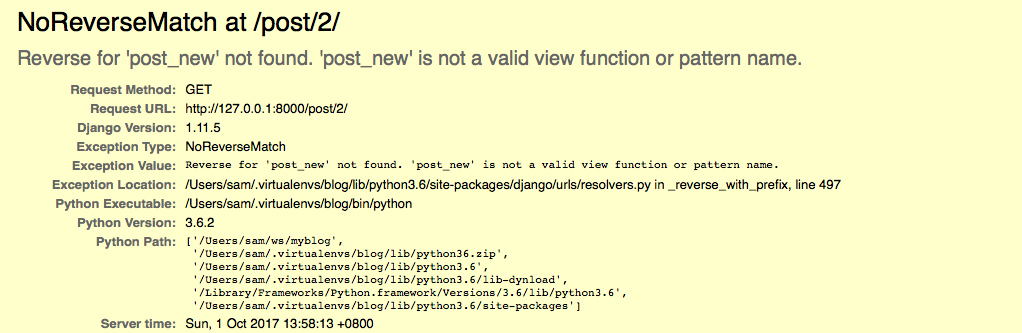 NoReverseMatch at /post/2/
Reverse for 'post_new' not found. 'post_new' is not a valid view function or pattern name.
Request Method: GET
Request URL: http://127.0.0.1:8000/post/2/
Django Version: 1.11.5
Exception Type: NoReverseMatch
Exception Value: Reverse for 'post_new' not found. 'post_new' is not a valid view function or pattern name.
Exception Location: /Users/sam/.virtualenvs/blog/lib/python3.6/site-packages/django/urls/resolvers.py in _reverse_with_prefix, line 497
Python Executable: /Users/sam/.virtualenvs/blog/bin/python
Python Version: 3.6.2
Python Path: ['/Users/sam/ws/myblog',
'/Users/sam/.virtualenvs/blog/lib/python36.zip',
'/Users/sam/.virtualenvs/blog/lib/python3.6',
'/Users/sam/.virtualenvs/blog/lib/python3.6/lib-dynload',
'/Library/Frameworks/Python.framework/Versions/3.6/lib/python3.6',
'/Users/sam/.virtualenvs/blog/lib/python3.6/site-packages']
Server time: Sun, 1 Oct 2017 13:58:13 +0800